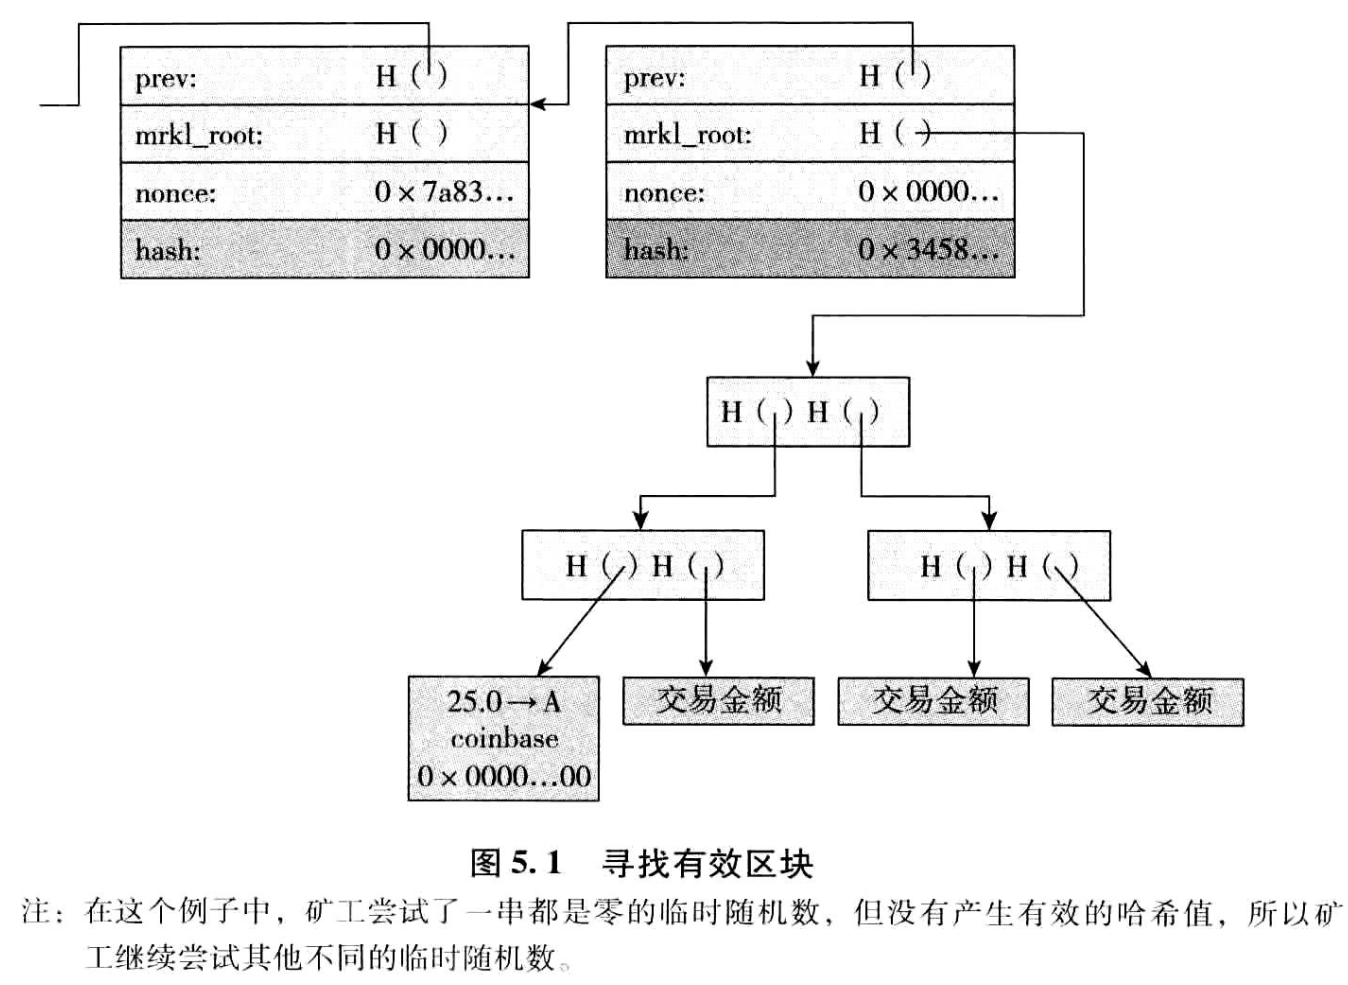 prev: H ( )
mrkl_root: H ( )
nonce: 0×7a83...
hash: 0×0000...
prev: H ( )
mrkl_root: H ( )
nonce: 0×0000...
hash: 0×3458...
H ( ) H ( )
H ( ) H ( )
H ( ) H ( )
25.0→A
coinbase
0×0000...00
交易金额
交易金额
交易金额
图 5.1 寻找有效区块
注：在这个例子中，矿工尝试了一串都是零的临时随机数，但没有产生有效的哈希值，所以矿
工继续尝试其他不同的临时随机数。